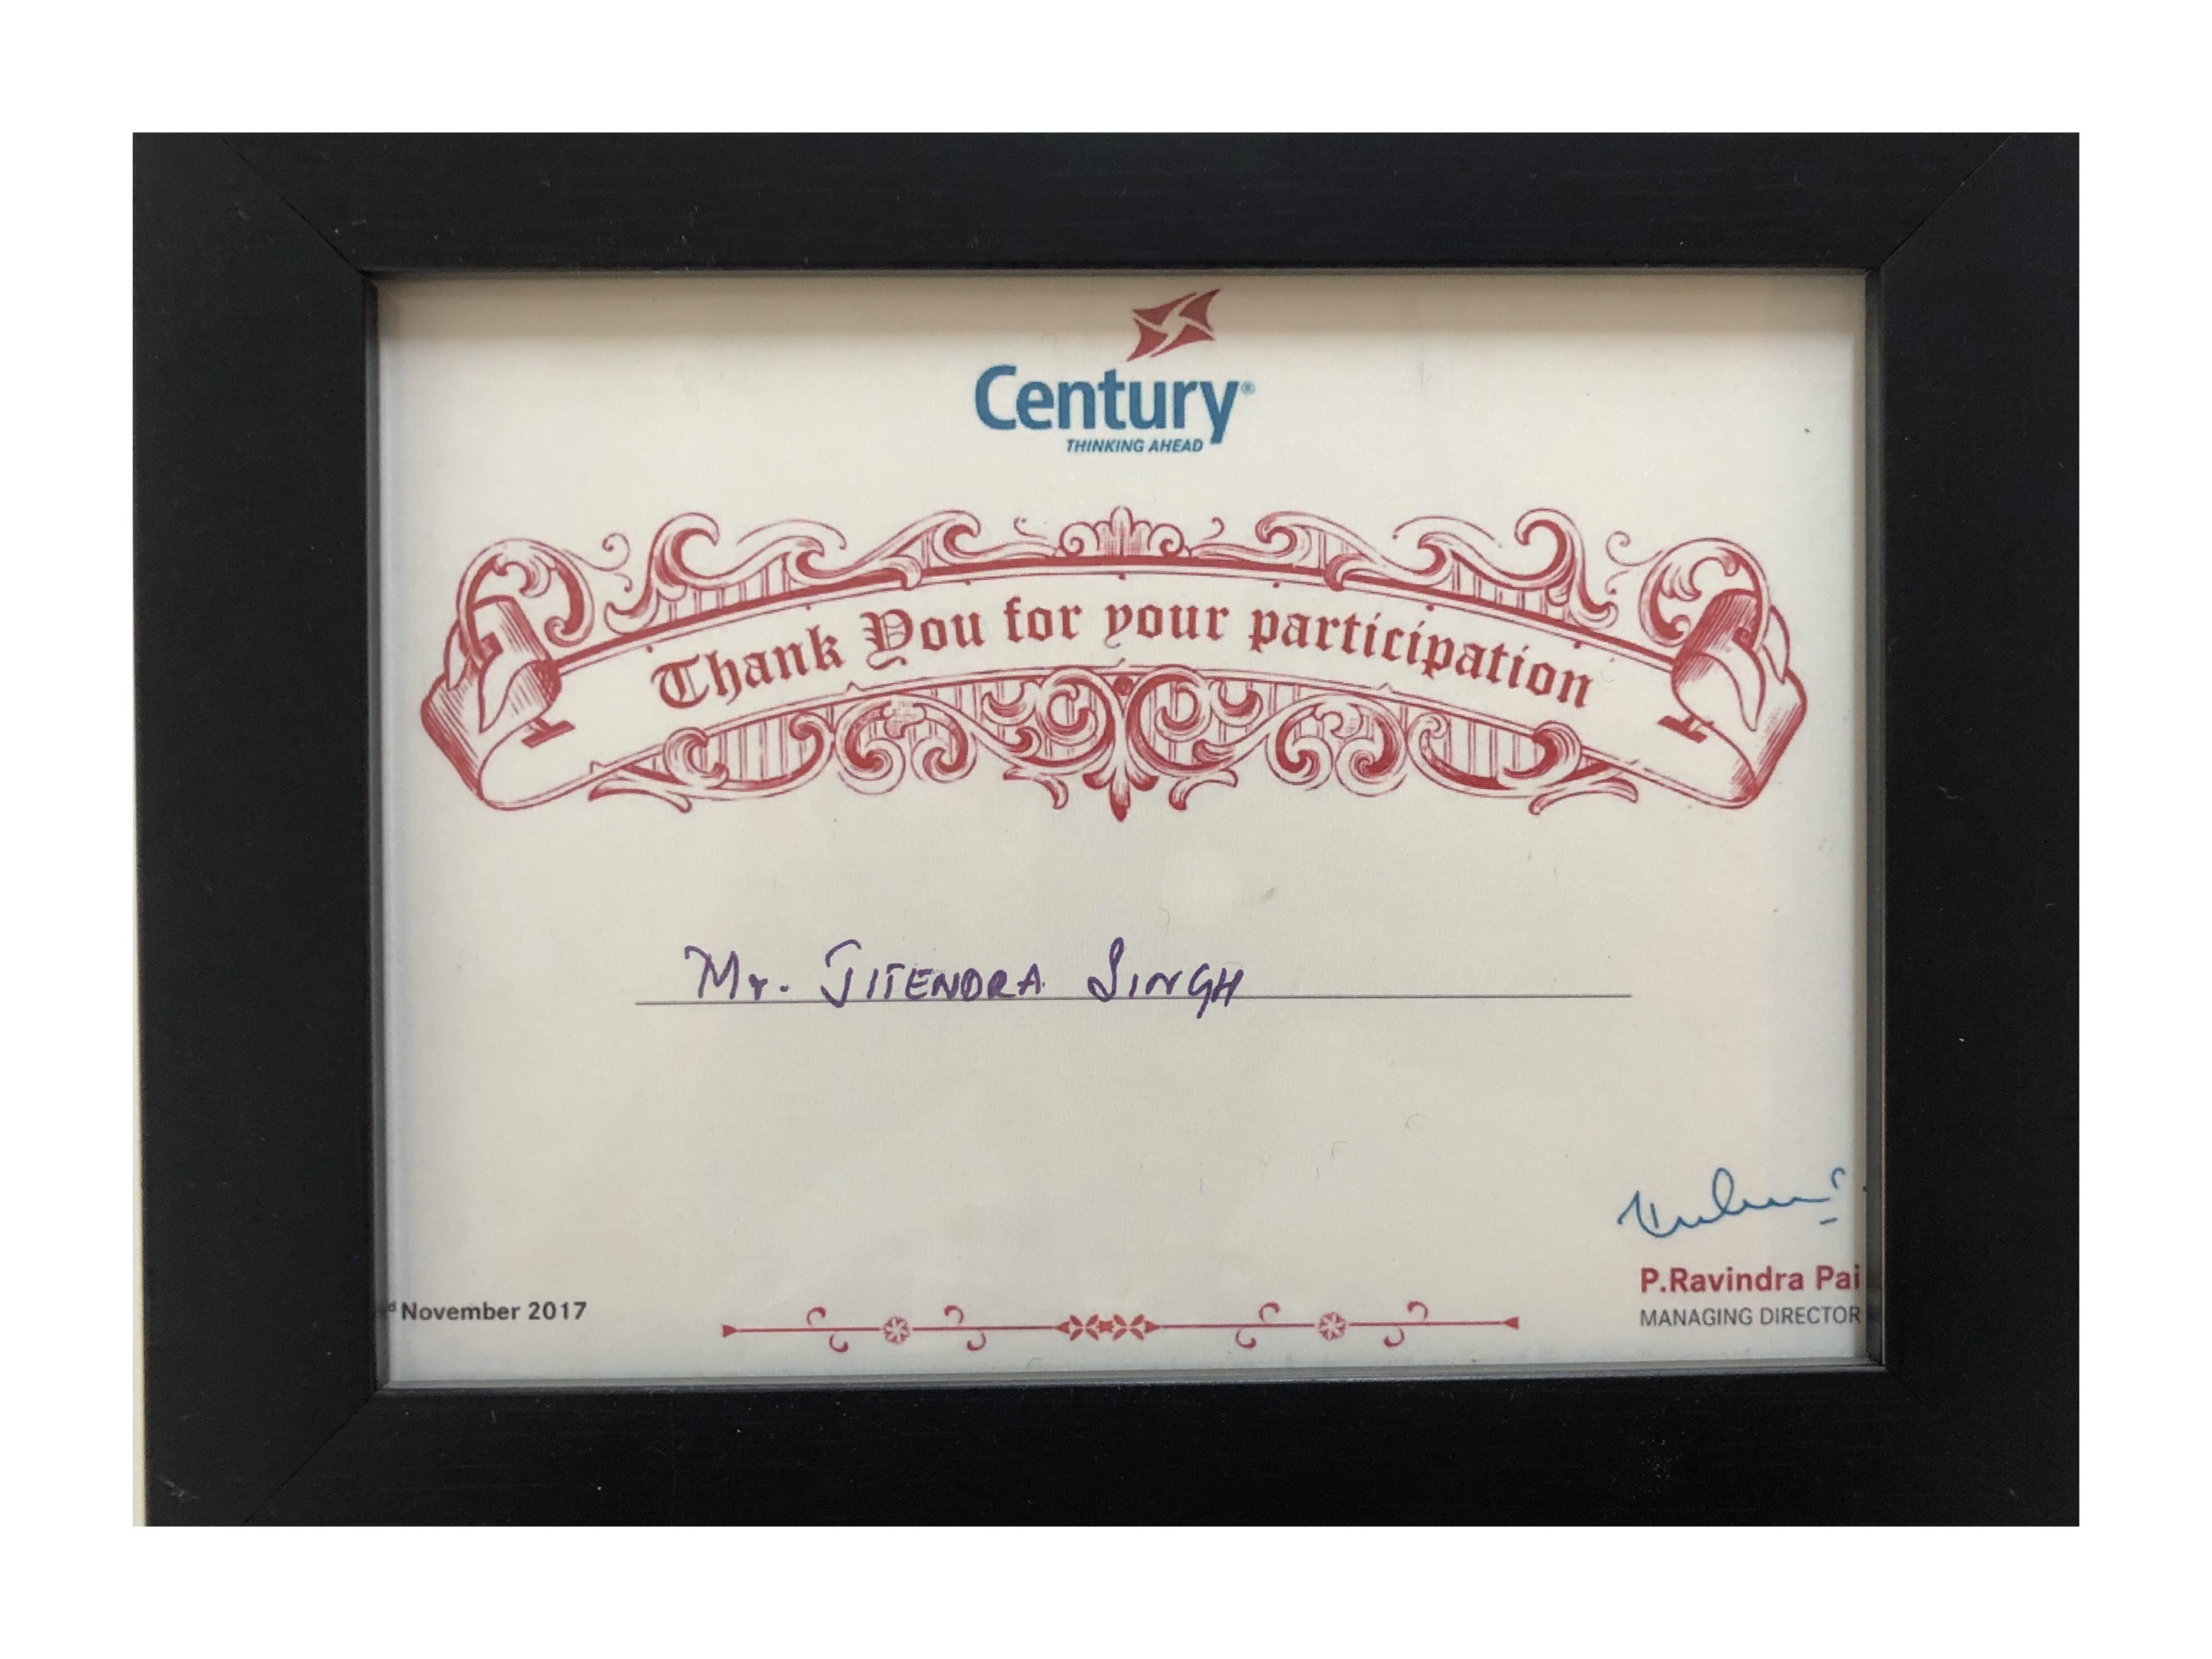 Century®
THINKING AHEAD
Thank You for your participation
Mr. JITENDRA SINGH
P.Ravindra Pai
MANAGING DIRECTOR
d November 2017